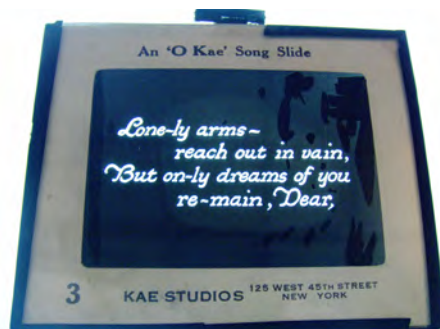 An 'O Kae' Song Slide
Lone-ly arms~
reach out in vain,
But on-ly dreams of you
re-main, Dear,
3 KAE STUDIOS 125 WEST 45TH STREET
NEW YORK